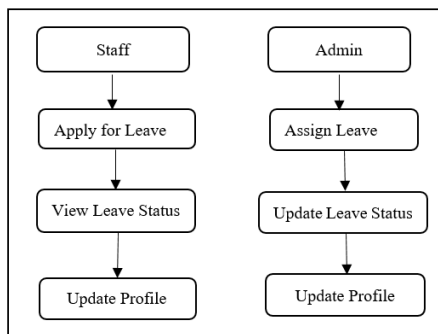 Staff
Admin
Apply for Leave
Assign Leave
View Leave Status
Update Leave Status
Update Profile
Update Profile